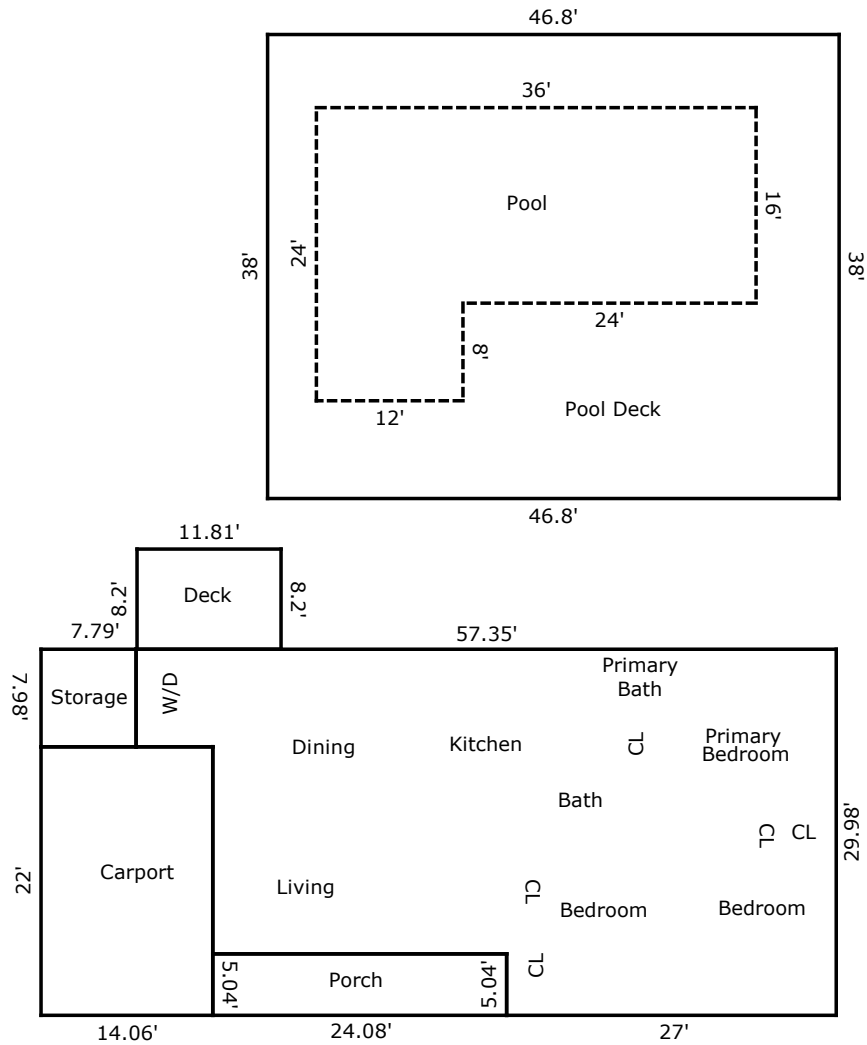 46.8'
36'
Pool
16'
24'
38'
38'
24'
8'
12'
Pool Deck
46.8'
11.81'
8.2'
Deck
8.2'
7.79'
57.35'
7.98'
Storage
W/D
Primary
Bath
Dining
Kitchen
CL
Primary
Bedroom
Bath
CL
CL
29.98'
22'
Carport
Living
CL
Bedroom
Bedroom
5.04'
Porch
5.04'
CL
14.06'
24.08'
27'